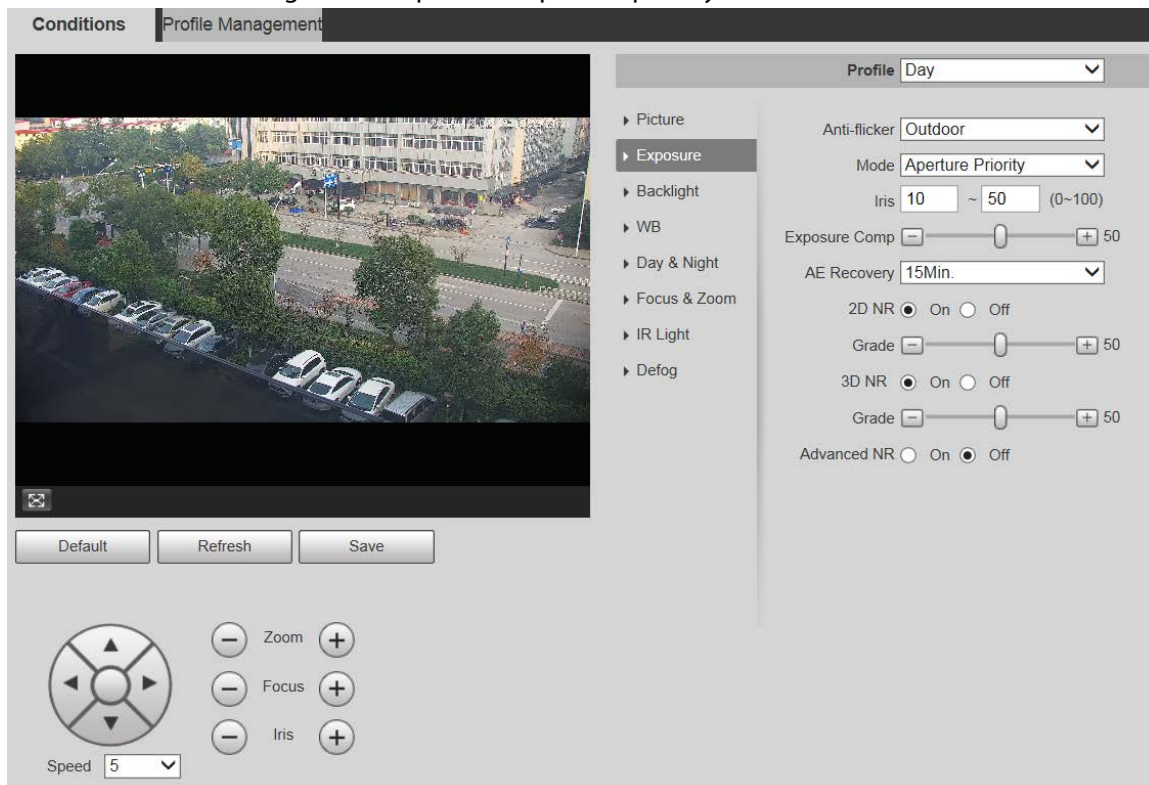 Conditions Profile Management
Profile Day
Picture
Exposure
Backlight
WB
Day & Night
Focus & Zoom
IR Light
Defog
Anti-flicker Outdoor
Mode Aperture Priority
Iris 10 ~ 50 (0~100)
Exposure Comp - + 50
AE Recovery 15Min.
2D NR On Off
Grade - + 50
3D NR On Off
Grade - + 50
Advanced NR On Off
Default Refresh Save
- Zoom +
- Focus +
- Iris +
Speed 5